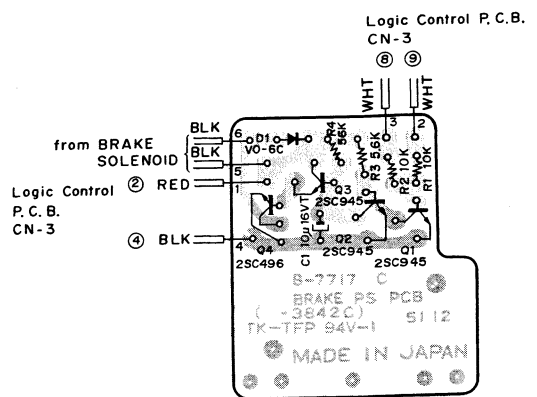 Logic Control P.C.B.
CN-3
⑧ ⑨
WHT WHT
3 2
BLK 6 D1
VO-6C
R4
56K
from BRAKE
SOLENOID
BLK
5
R3 5.6K
R2 10K
R1 10K
② RED 1
Logic Control
P.C.B.
CN-3
Q3
2SC945
C1 10μ16VT
④ BLK 4
Q4
2SC496
Q2
2SC945
Q1
2SC945
B-7717 C
BRAKE PS PCB
( -3842C) 5112
TK-TFP 94V-1
MADE IN JAPAN